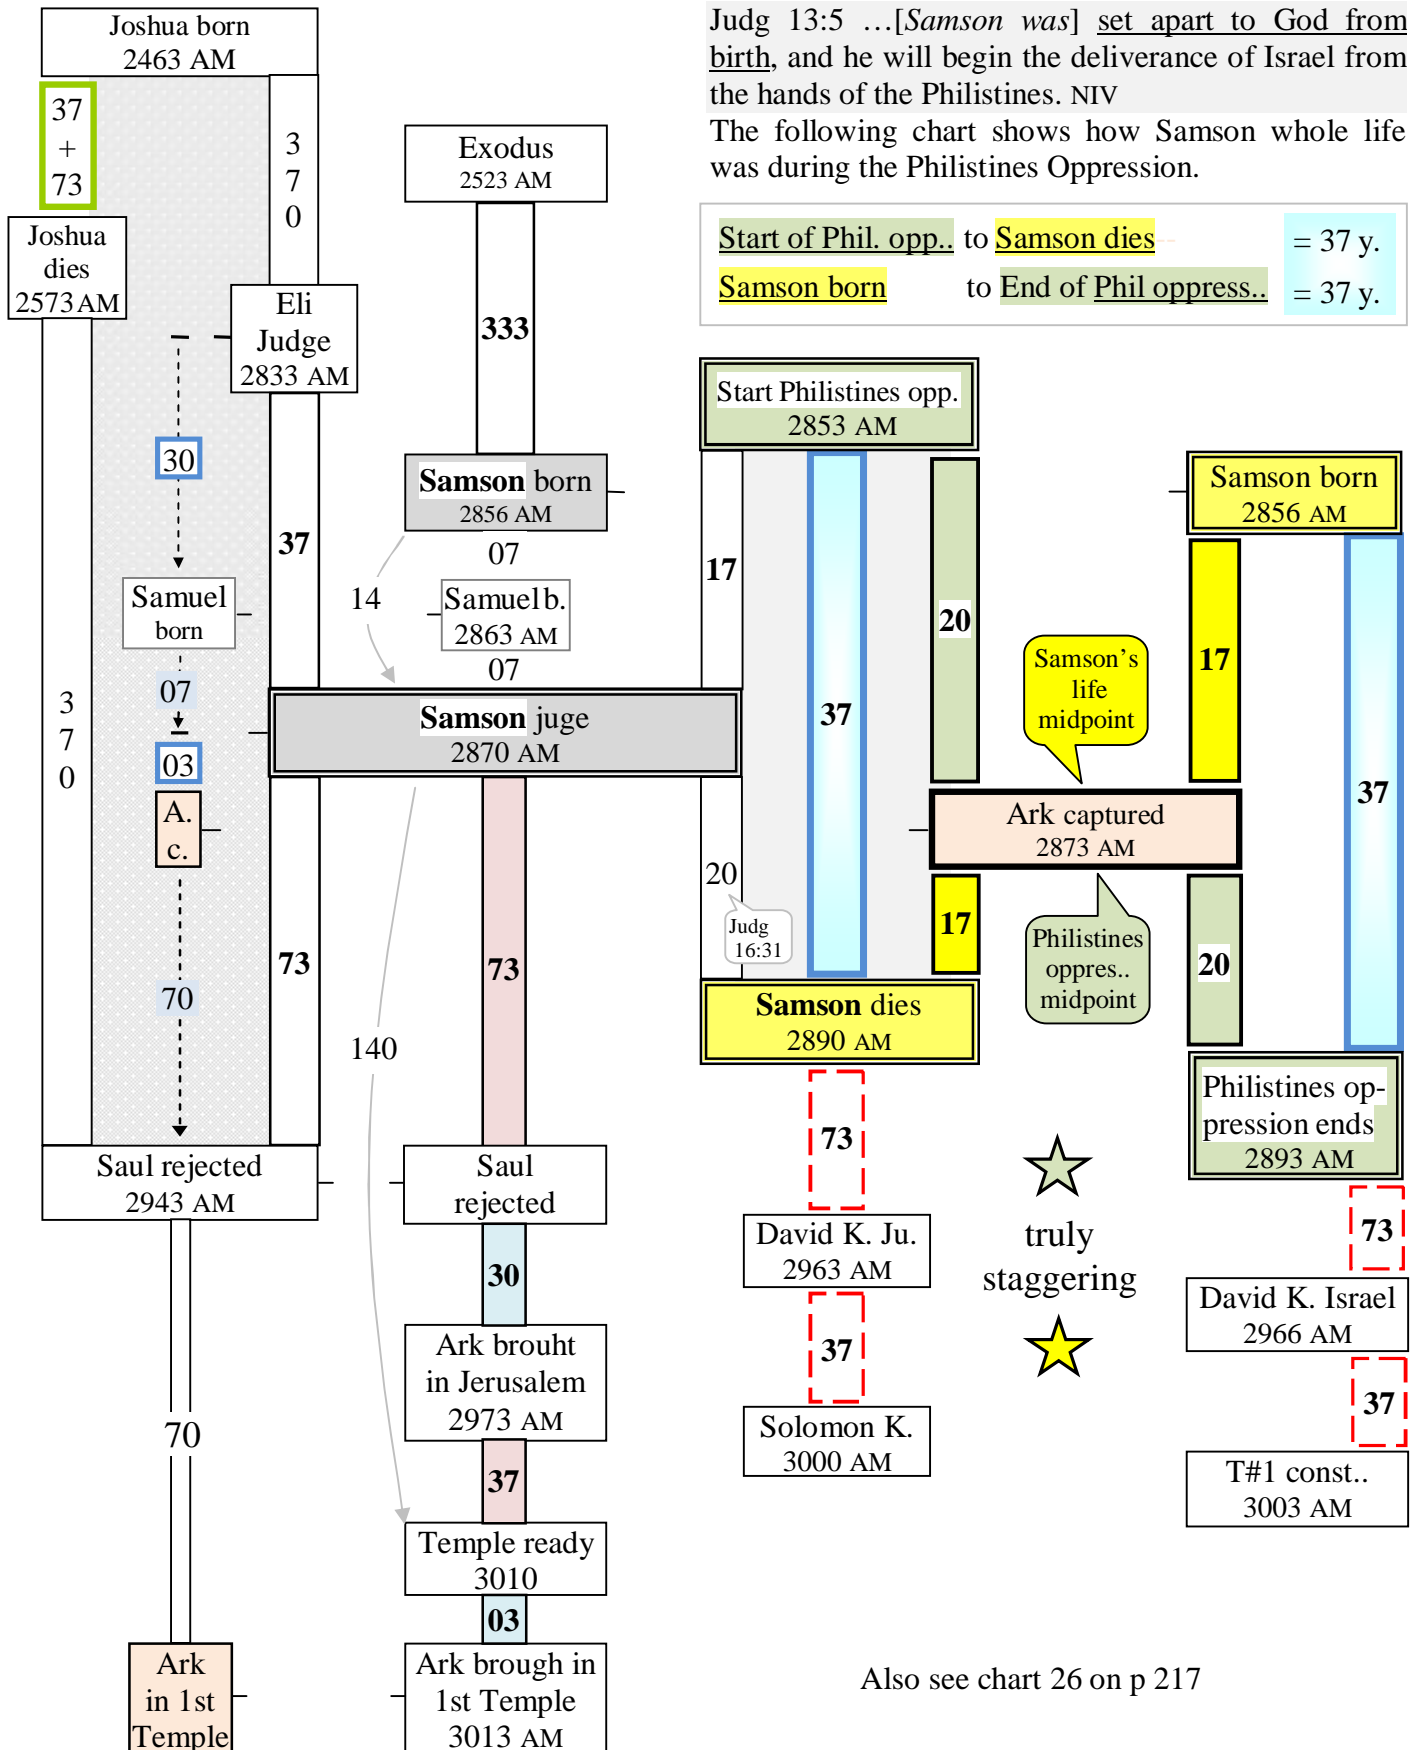 Judg 13:5 …[Samson was] set apart to God from
birth, and he will begin the deliverance of Israel from
the hands of the Philistines. NIV
The following chart shows how Samson whole life
was during the Philistines Oppression.
Start of Phil. opp.. to Samson dies-- = 37 y.
Samson born to End of Phil oppress.. = 37 y.
Joshua born
2463 AM
37
+
73
3
7
0
Joshua
dies
2573AM
Eli
Judge
2833 AM
30
37
Samuel
born
07
03
A.
c.
3
7
0
70
73
Saul rejected
2943 AM
70
Ark
in 1st
Temple
Exodus
2523 AM
333
Samson born
2856 AM
07
14
Samuel b.
2863 AM
07
Samson juge
2870 AM
73
140
Saul
rejected
30
Ark brouht
in Jerusalem
2973 AM
37
Temple ready
3010
03
Ark brough in
1st Temple
3013 AM
Start Philistines opp.
2853 AM
17
37
20
20
Judg
16:31
17
Samson dies
2890 AM
73
David K. Ju.
2963 AM
37
Solomon K.
3000 AM
Samson’s
life
midpoint
Ark captured
2873 AM
Philistines
oppres..
midpoint
truly
staggering
Samson born
2856 AM
17
37
20
Philistines op-
pression ends
2893 AM
73
David K. Israel
2966 AM
37
T#1 const..
3003 AM
Also see chart 26 on p 217